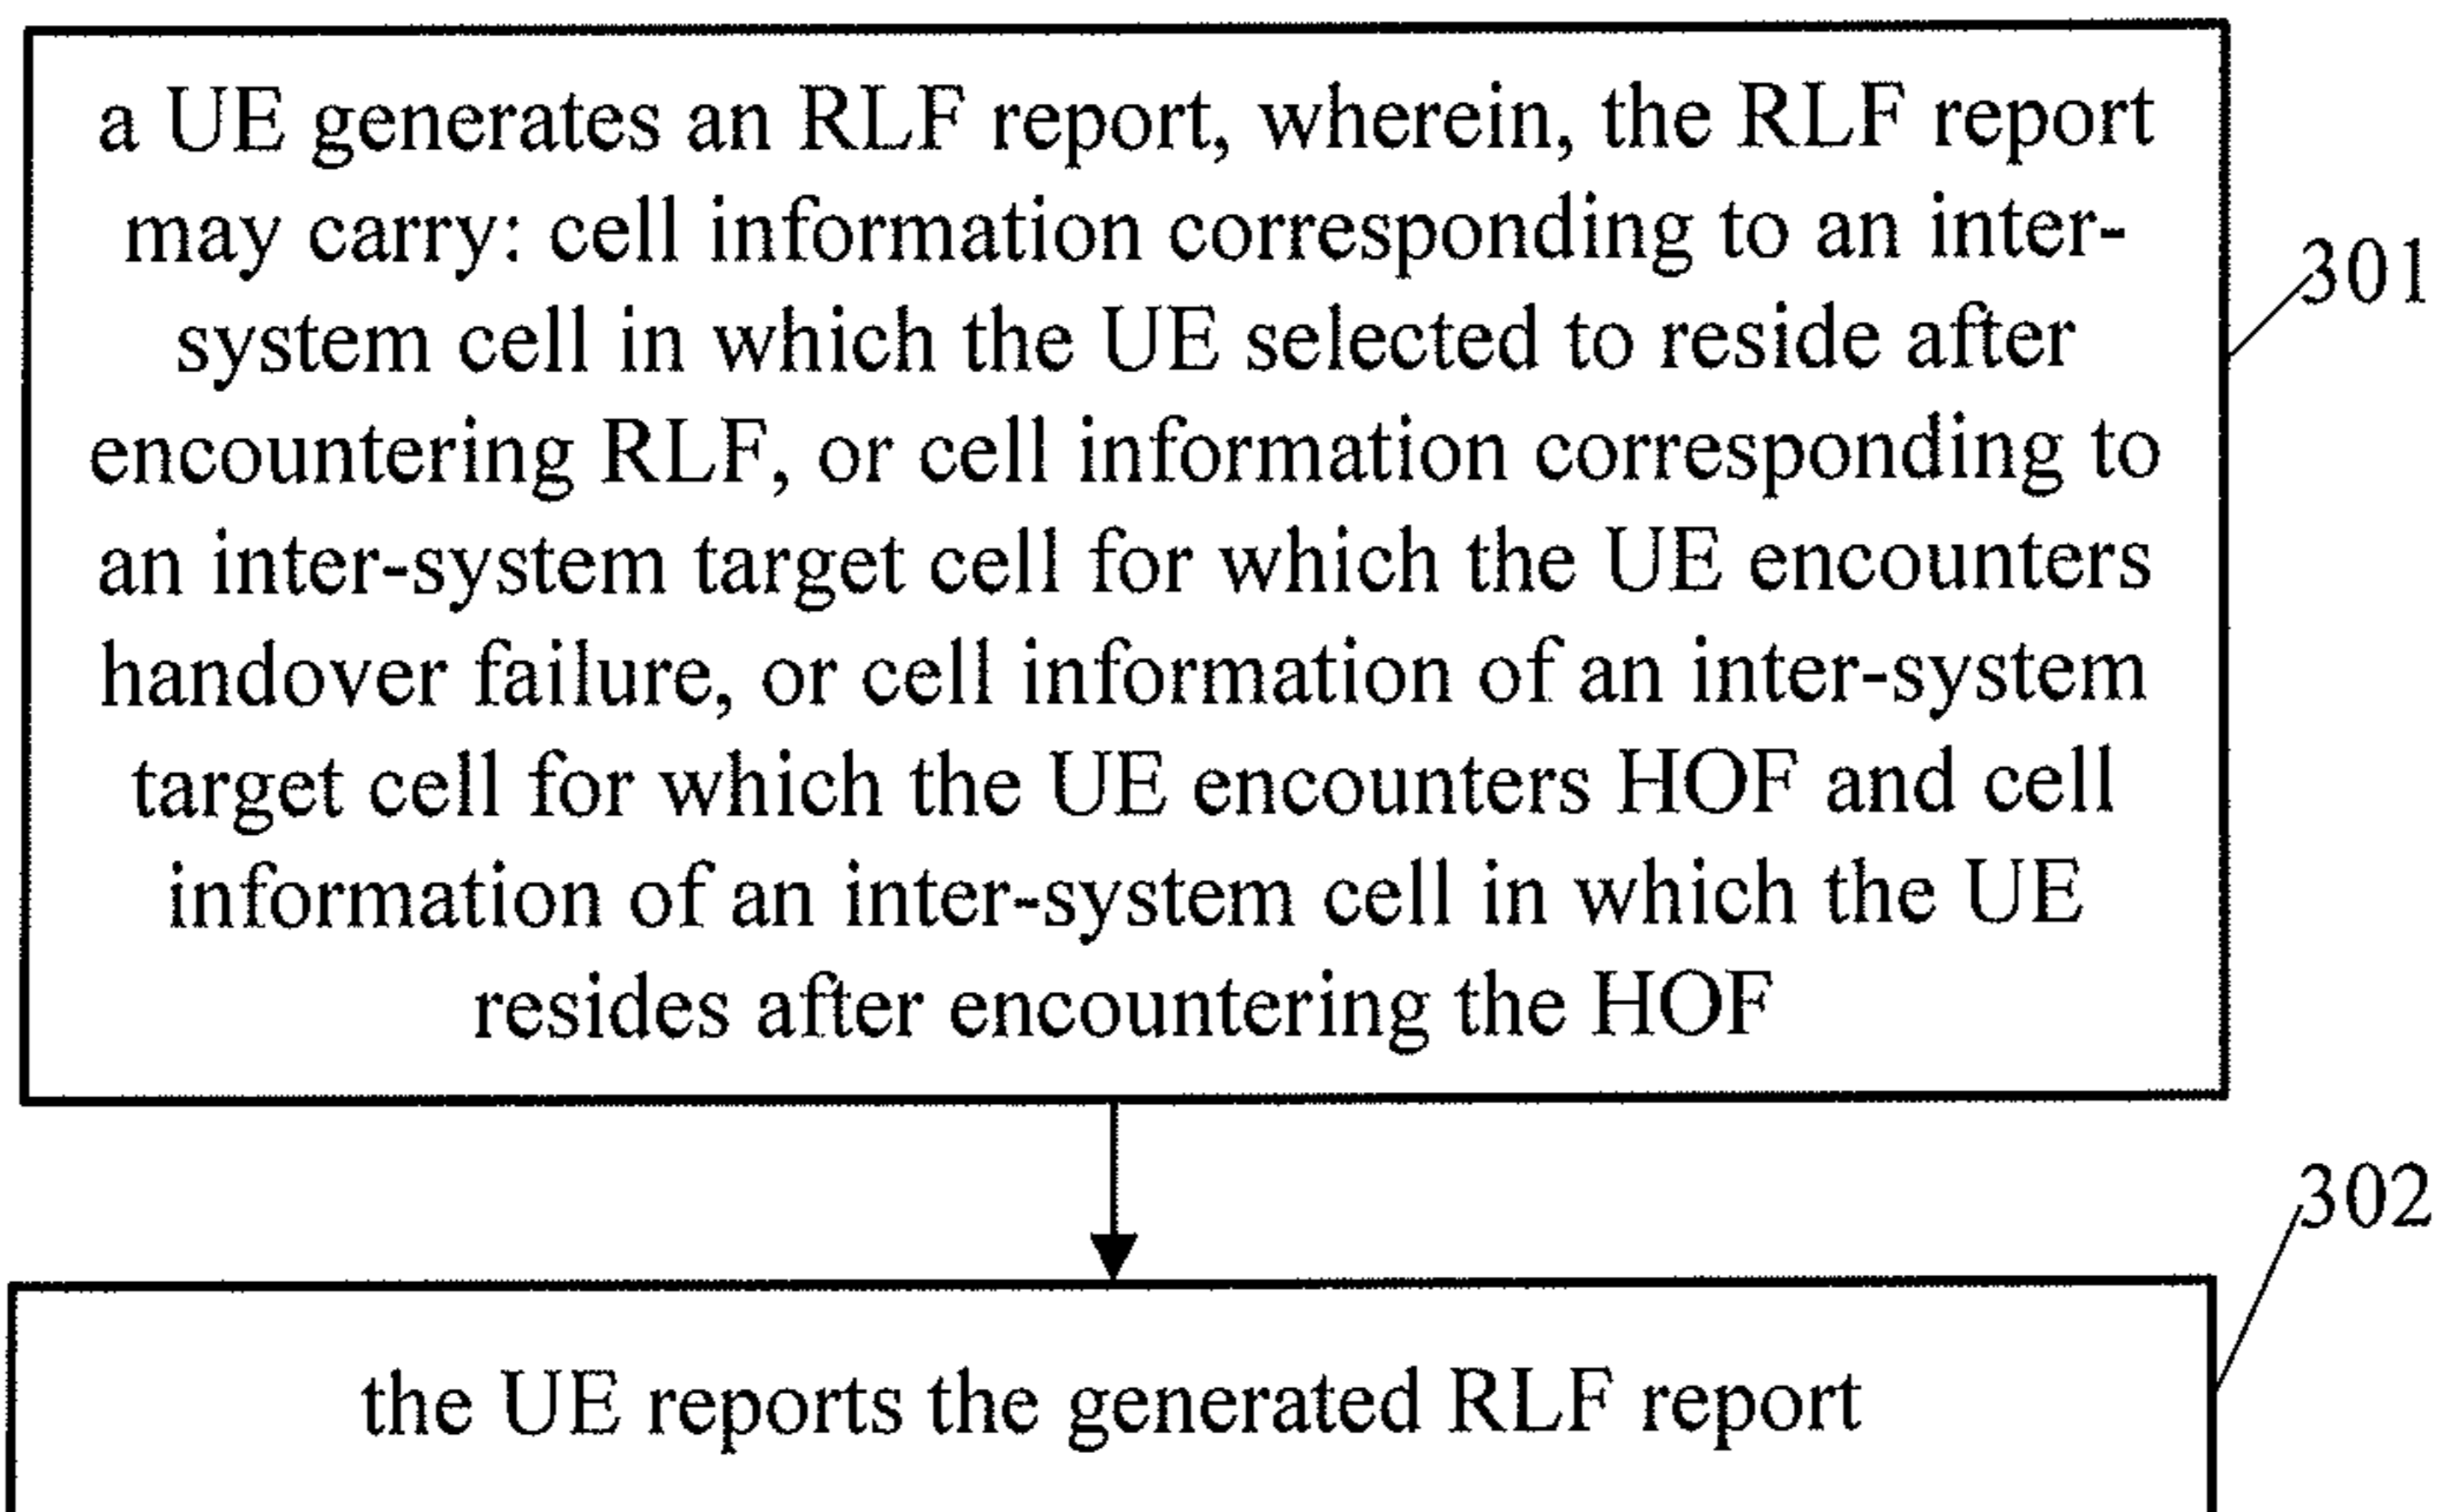 a UE generates an RLF report, wherein, the RLF report
may carry: cell information corresponding to an inter-
system cell in which the UE selected to reside after
encountering RLF, or cell information corresponding to
an inter-system target cell for which the UE encounters
handover failure, or cell information of an inter-system
target cell for which the UE encounters HOF and cell
information of an inter-system cell in which the UE
resides after encountering the HOF
301
302
the UE reports the generated RLF report